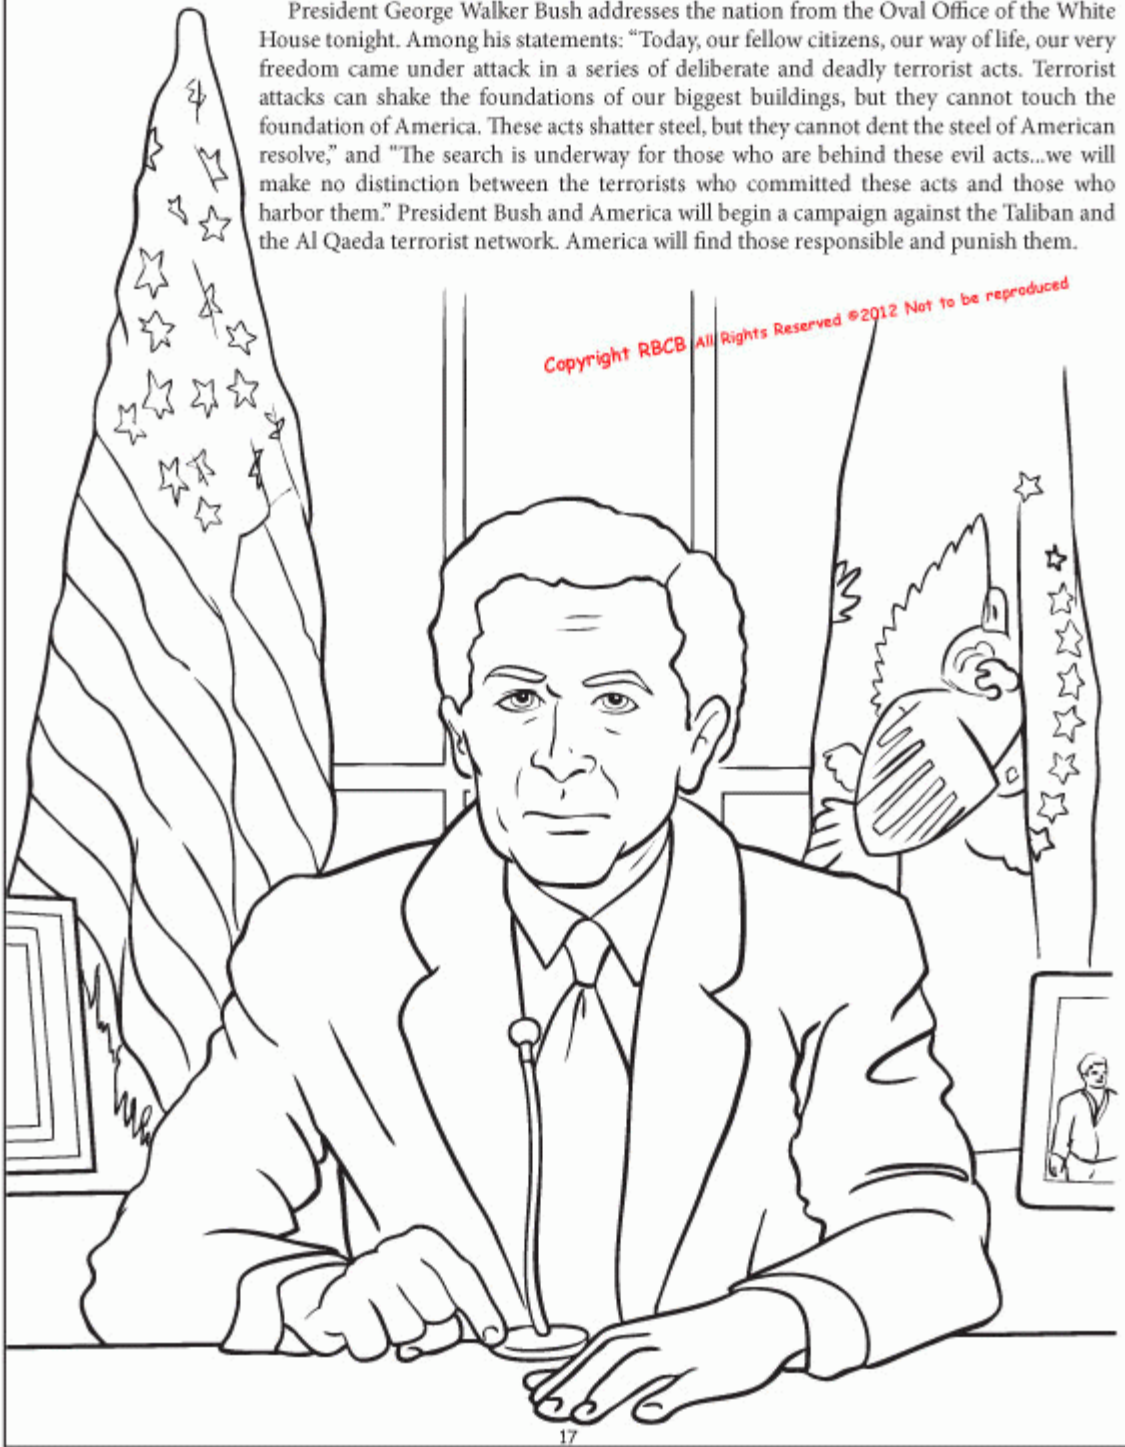 President George Walker Bush addresses the nation from the Oval Office of the White
House tonight. Among his statements: “Today, our fellow citizens, our way of life, our very
freedom came under attack in a series of deliberate and deadly terrorist acts. Terrorist
attacks can shake the foundations of our biggest buildings, but they cannot touch the
foundation of America. These acts shatter steel, but they cannot dent the steel of American
resolve,” and “The search is underway for those who are behind these evil acts...we will
make no distinction between the terrorists who committed these acts and those who
harbor them.” President Bush and America will begin a campaign against the Taliban and
the Al Qaeda terrorist network. America will find those responsible and punish them.
Copyright RBCB All Rights Reserved ©2012 Not to be reproduced
17